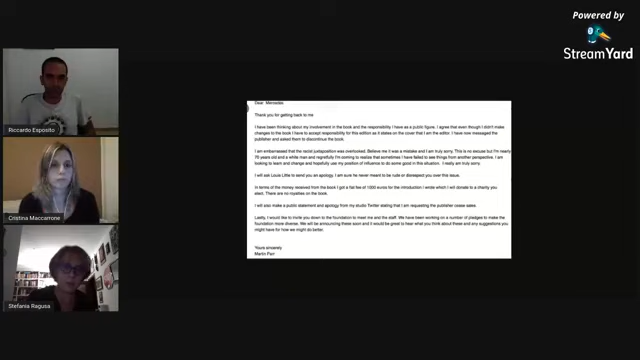 Powered by
StreamYard
Riccardo Esposito
Cristina Maccarrone
Stefania Ragusa
Dear
Thank you for getting back to me
I have been thinking about my involvement in the book and the responsibility I have as a public figure. I agree that even though I didn't make
changes to the book I have to accept responsibility for this edition as it states on the cover that I am the editor. I have now messaged the
publisher and asked them to discontinue the book.
I am embarrassed that the racial juxtaposition was overlooked. Believe me it was a mistake and I am truly sorry. This is no excuse but I'm nearly
70 years old and a white man and regretfully I'm coming to realise that sometimes I have failed to see things from another perspective. I am
looking to learn and change and hopefully use my position of influence to do some good in this situation. I really am truly sorry.
I will ask Louis Little to send you an apology. I am sure he never meant to be rude or disrespect you over this issue.
In terms of the money received from the book I got a flat fee of 1000 euros for the introduction I wrote which I will donate to a charity you
elect. There are no royalties on the book.
I will also make a public statement and apology from my studio Twitter stating that I am requesting the publisher cease sales.
Lastly, I would like to invite you down to the foundation to meet me and the staff. We have been working on a number of pledges to make the
foundation more diverse. We will be announcing these soon and it would be great to hear what you think about these and any suggestions you
might have for how we might do better.
Yours sincerely
Martin Parr